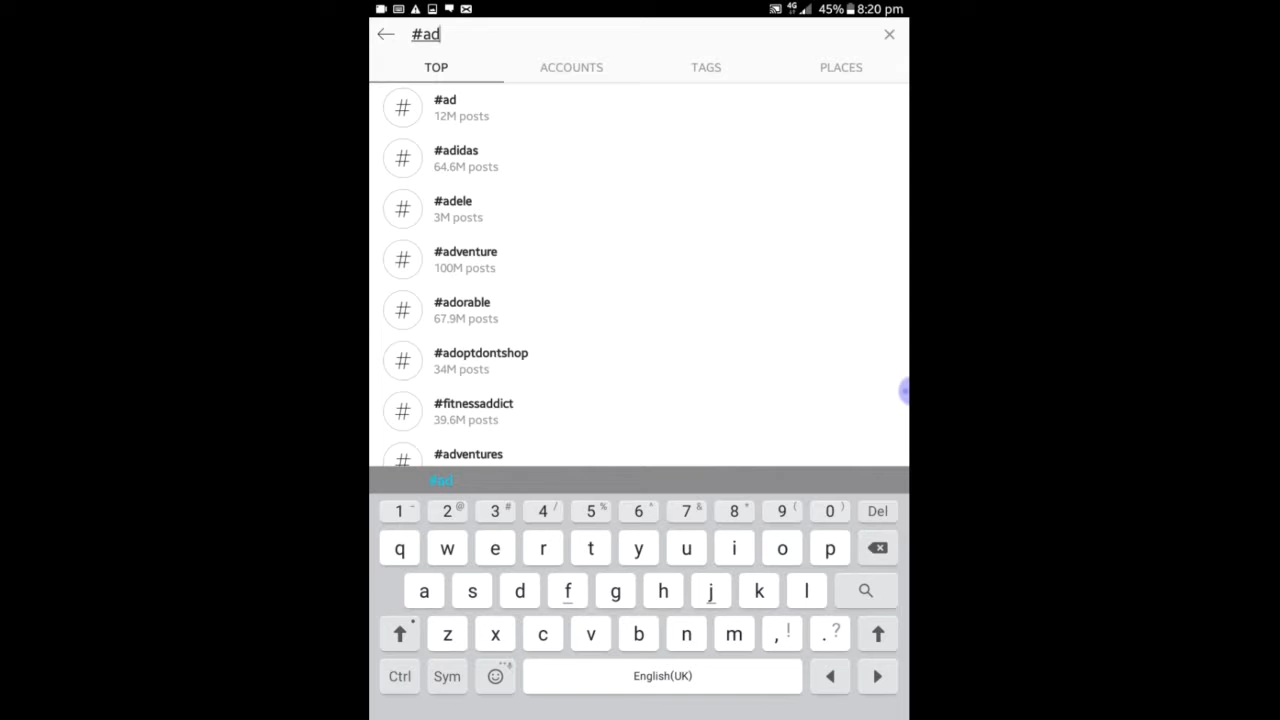 45% 8:20 pm
#ad
TOP ACCOUNTS TAGS PLACES
#ad
12M posts
#adidas
64.6M posts
#adele
3M posts
#adventure
100M posts
#adorable
67.9M posts
#adoptdontshop
34M posts
#fitnessaddict
39.6M posts
#adventures
#ad
1 - 2 @ 3 # 4 / 5 % 6 ^ 7 & 8 * 9 ( 0 ) Del
q w e r t y u i o p
a s d f g h j k l
z x c v b n m , ! . ?
Ctrl Sym English(UK)